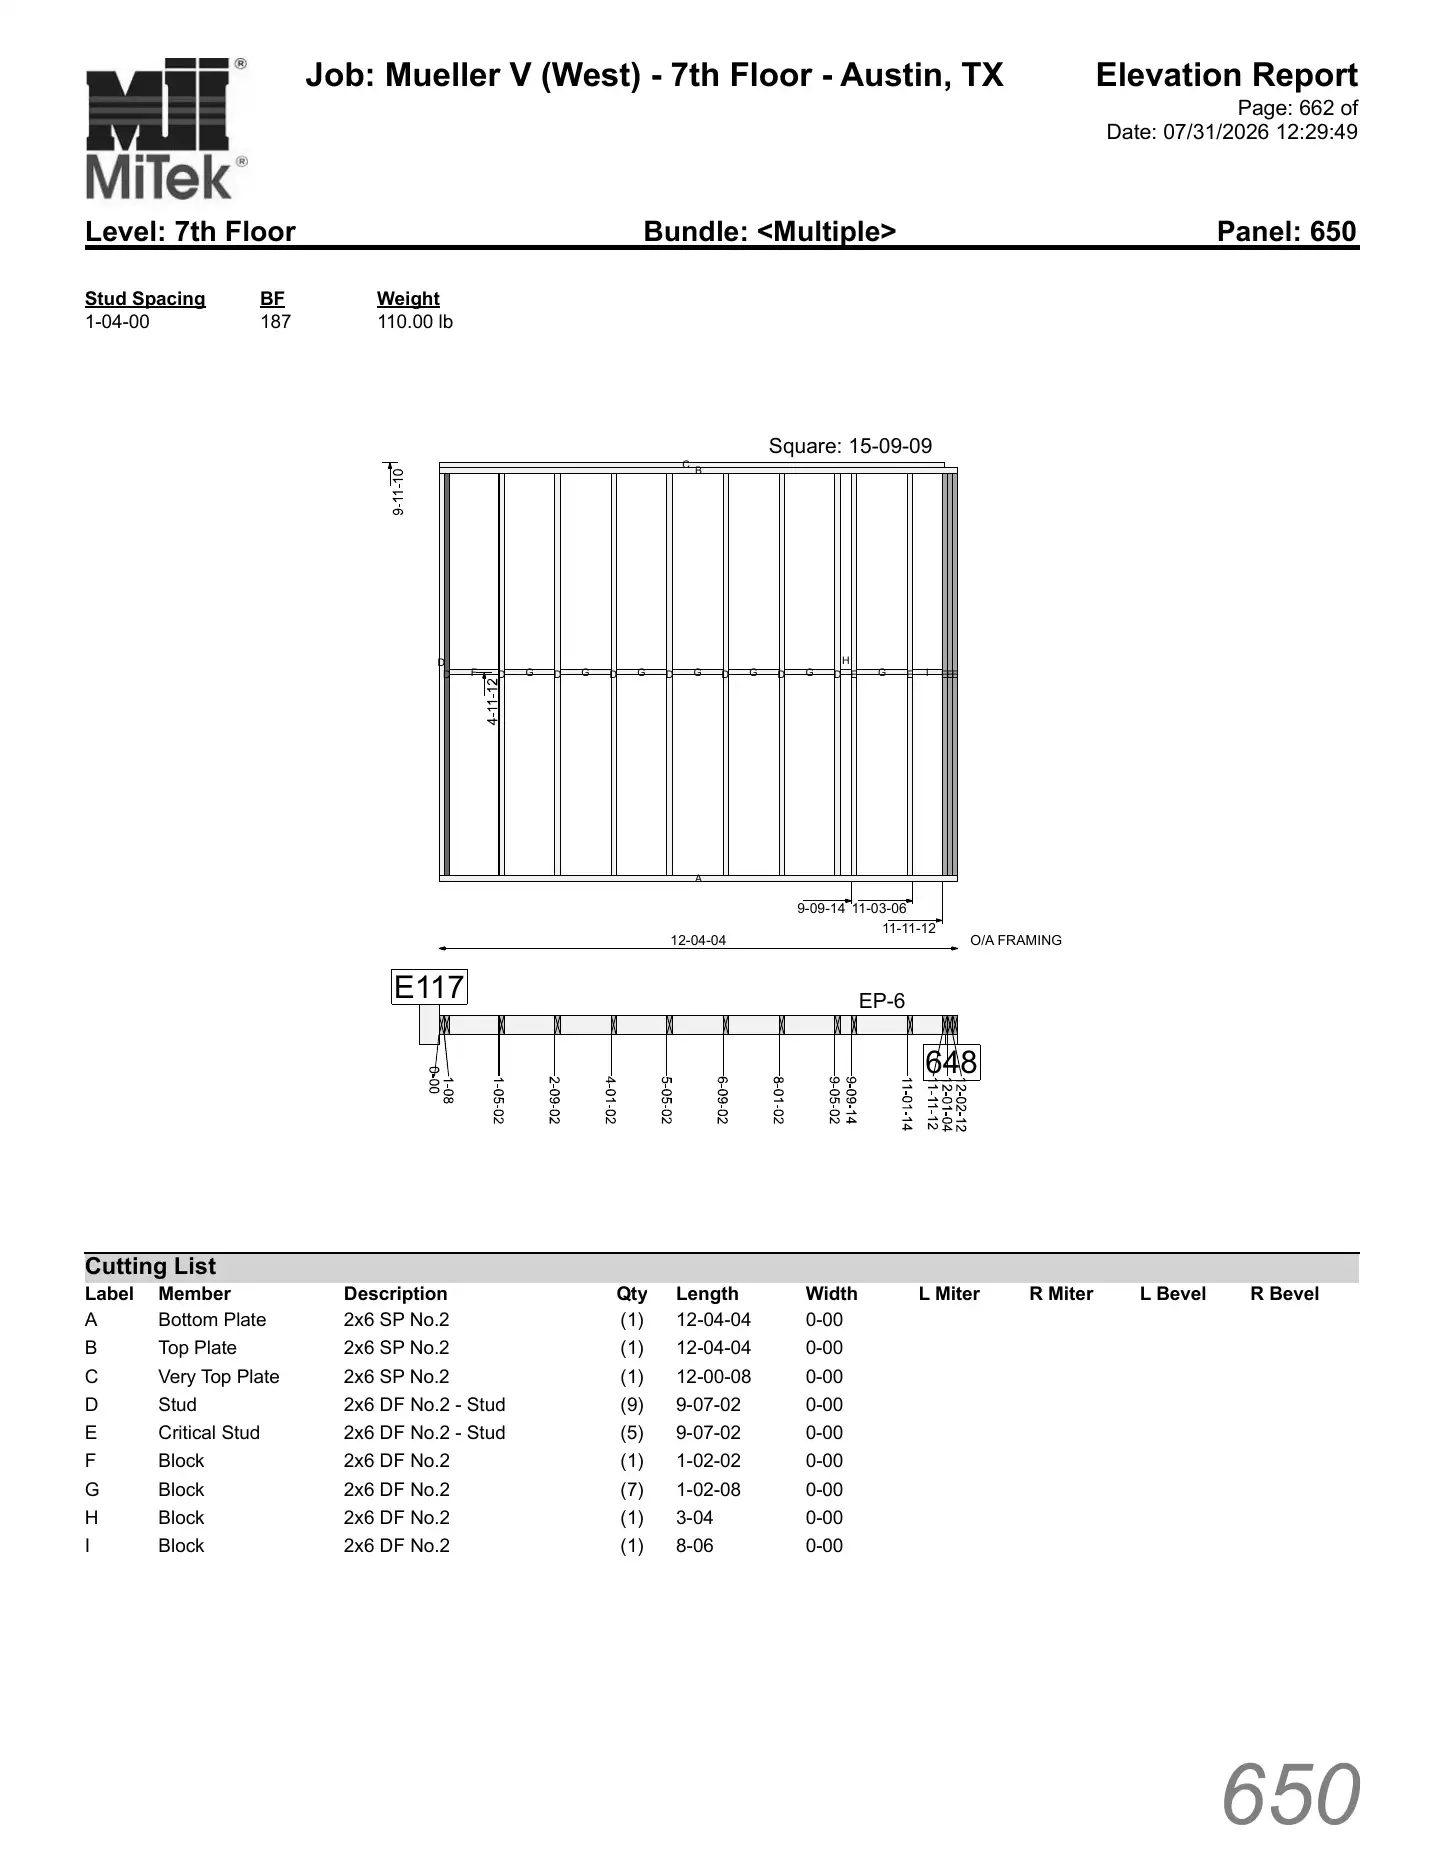 Job: Mueller V (West) - 7th Floor - Austin, TX
Elevation Report
Page: 662 of
Date: 07/31/2026 12:29:49
MiTek®
Level: 7th Floor
Bundle: <Multiple>
Panel: 650
Stud Spacing BF Weight
1-04-00 187 110.00 lb
Square: 15-09-09
C
B
9-11-10
D
H
D F D G D G D G D G D G D G D E G E I E E E
4-11-12
A
9-09-14 11-03-06
11-11-12
12-04-04 O/A FRAMING
E117
EP-6
648
0-00 1-08 1-05-02 2-09-02 4-01-02 5-05-02 6-09-02 8-01-02 9-05-02 9-09-14 11-01-14 11-11-12 12-01-04 12-02-12
Cutting List
Label Member Description Qty Length Width L Miter R Miter L Bevel R Bevel
A Bottom Plate 2x6 SP No.2 (1) 12-04-04 0-00
B Top Plate 2x6 SP No.2 (1) 12-04-04 0-00
C Very Top Plate 2x6 SP No.2 (1) 12-00-08 0-00
D Stud 2x6 DF No.2 - Stud (9) 9-07-02 0-00
E Critical Stud 2x6 DF No.2 - Stud (5) 9-07-02 0-00
F Block 2x6 DF No.2 (1) 1-02-02 0-00
G Block 2x6 DF No.2 (7) 1-02-08 0-00
H Block 2x6 DF No.2 (1) 3-04 0-00
I Block 2x6 DF No.2 (1) 8-06 0-00
650